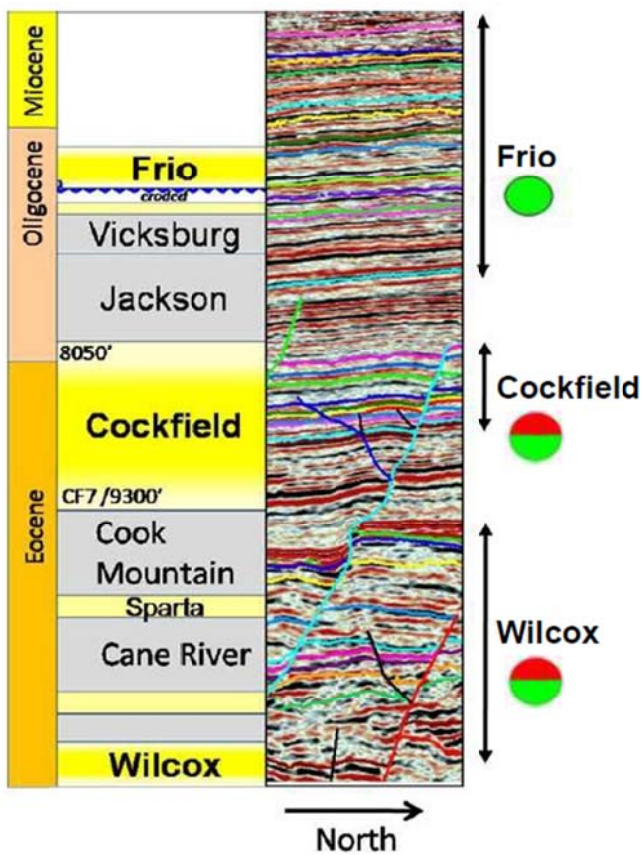 Miocene
Oligocene
Eocene
Frio
eroded
Vicksburg
Jackson
8050'
Cockfield
CF7/9300'
Cook
Mountain
Sparta
Cane River
Wilcox
Frio
Cockfield
Wilcox
North